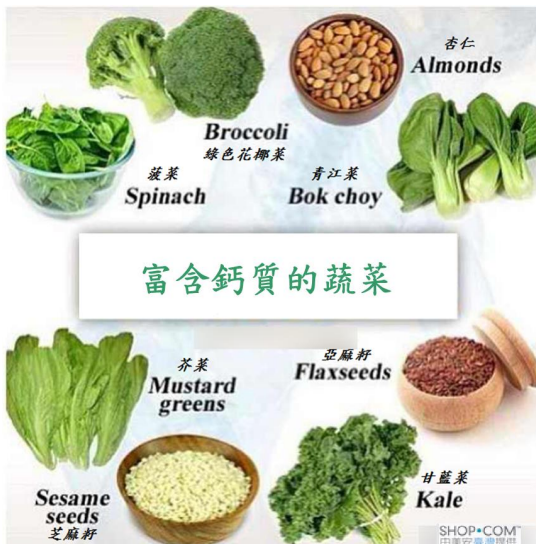 杏仁
Almonds
Broccoli
綠色花椰菜
菠菜
Spinach
青江菜
Bok choy
富含鈣質的蔬菜
芥菜
Mustard
greens
亞麻籽
Flaxseeds
Sesame
seeds
芝麻籽
甘藍菜
Kale
SHOP•COM™